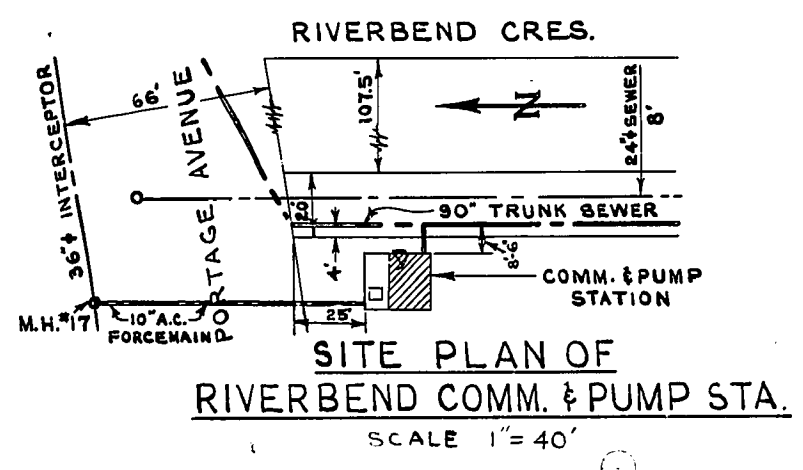 RIVERBEND CRES.
66'
36"⌀ INTERCEPTOR
PORTAGE AVENUE
107.5'
N
24"⌀ SEWER
8'
20'
90" TRUNK SEWER
4'
8'-6"
COMM. & PUMP
STATION
M.H.#17
10" A.C.
FORCEMAIN
25'
SITE PLAN OF
RIVERBEND COMM. & PUMP STA.
SCALE 1"= 40'